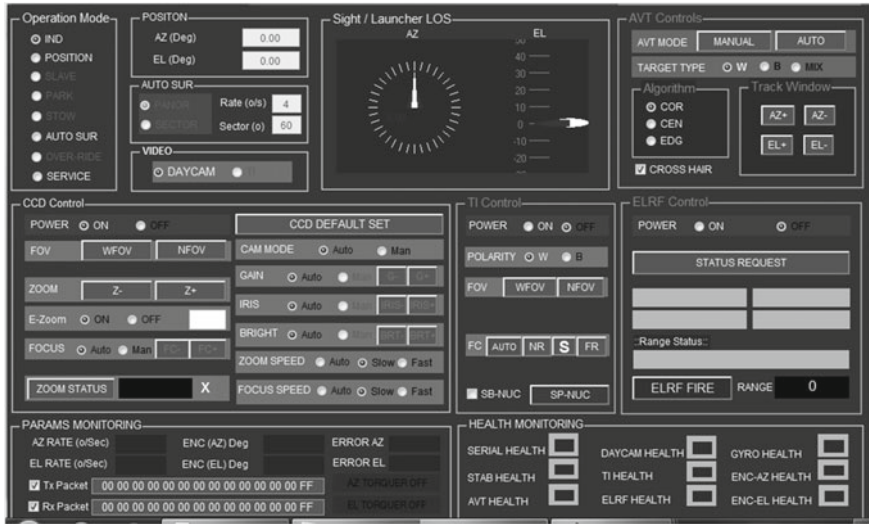 Operation Mode
IND
POSITION
SLAVE
PARK
STOW
AUTO SUR
OVER-RIDE
SERVICE
POSITON
AZ (Deg) 0.00
EL (Deg) 0.00
AUTO SUR
PANOR Rate (o/s) 4
SECTOR Sector (o) 60
VIDEO
DAYCAM
Sight / Launcher LOS
AZ EL
40
30
20
10
0
-10
-20
AVT Controls
AVT MODE MANUAL AUTO
TARGET TYPE W B MIX
Algorithm
COR
CEN
EDG
Track Window
AZ+ AZ-
EL+ EL-
CROSS HAIR
CCD Control
POWER ON OFF
FOV WFOV NFOV
ZOOM Z- Z+
E-Zoom ON OFF
FOCUS Auto Man FC- FC+
ZOOM STATUS X
CCD DEFAULT SET
CAM MODE Auto Man
GAIN Auto Man G- G+
IRIS Auto Man IRIS- IRIS+
BRIGHT Auto Man BRT- BRT+
ZOOM SPEED Auto Slow Fast
FOCUS SPEED Auto Slow Fast
TI Control
POWER ON OFF
POLARITY W B
FOV WFOV NFOV
FC AUTO NR S FR
SB-NUC SP-NUC
ELRF Control
POWER ON OFF
STATUS REQUEST
::Range Status::
ELRF FIRE RANGE 0
PARAMS MONITORING
AZ RATE (o/Sec) ENC (AZ) Deg ERROR AZ
EL RATE (o/Sec) ENC (EL) Deg ERROR EL
Tx Packet 00 00 00 00 00 00 00 00 00 00 00 00 00 FF AZ TORQUER OFF
Rx Packet 00 00 00 00 00 00 00 00 00 00 00 00 00 FF EL TORQUER OFF
HEALTH MONITORING
SERIAL HEALTH DAYCAM HEALTH GYRO HEALTH
STAB HEALTH TI HEALTH ENC-AZ HEALTH
AVT HEALTH ELRF HEALTH ENC-EL HEALTH